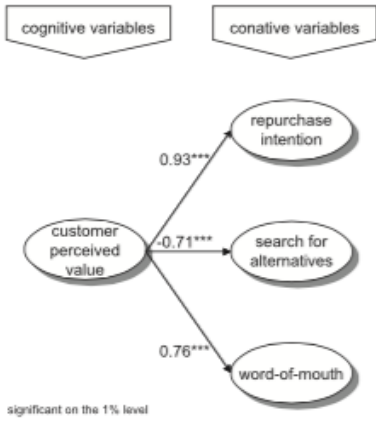 cognitive variables
conative variables
repurchase
intention
0.93***
customer
perceived
value
-0.71***
search for
alternatives
0.76***
word-of-mouth
significant on the 1% level